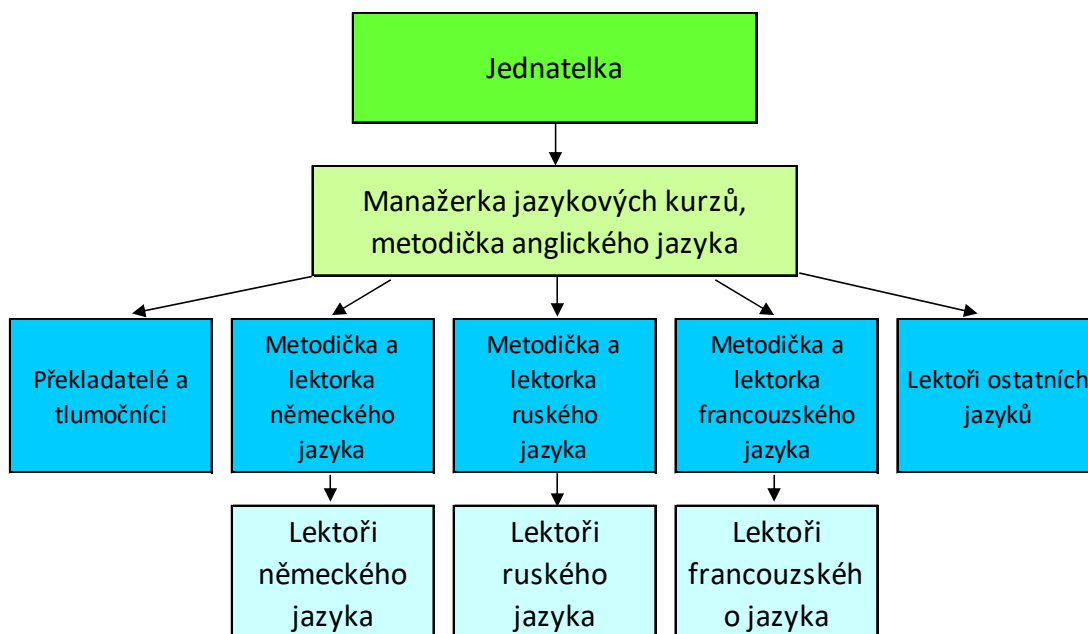 Jednatelka
Manažerka jazykových kurzů,
metodička anglického jazyka
Překladatelé a
tlumočníci
Metodička a
lektorka
německého
jazyka
Metodička a
lektorka
ruského
jazyka
Metodička a
lektorka
francouzského
jazyka
Lektoři ostatních
jazyků
Lektoři
německého
jazyka
Lektoři
ruského
jazyka
Lektoři
francouzskéh
o jazyka